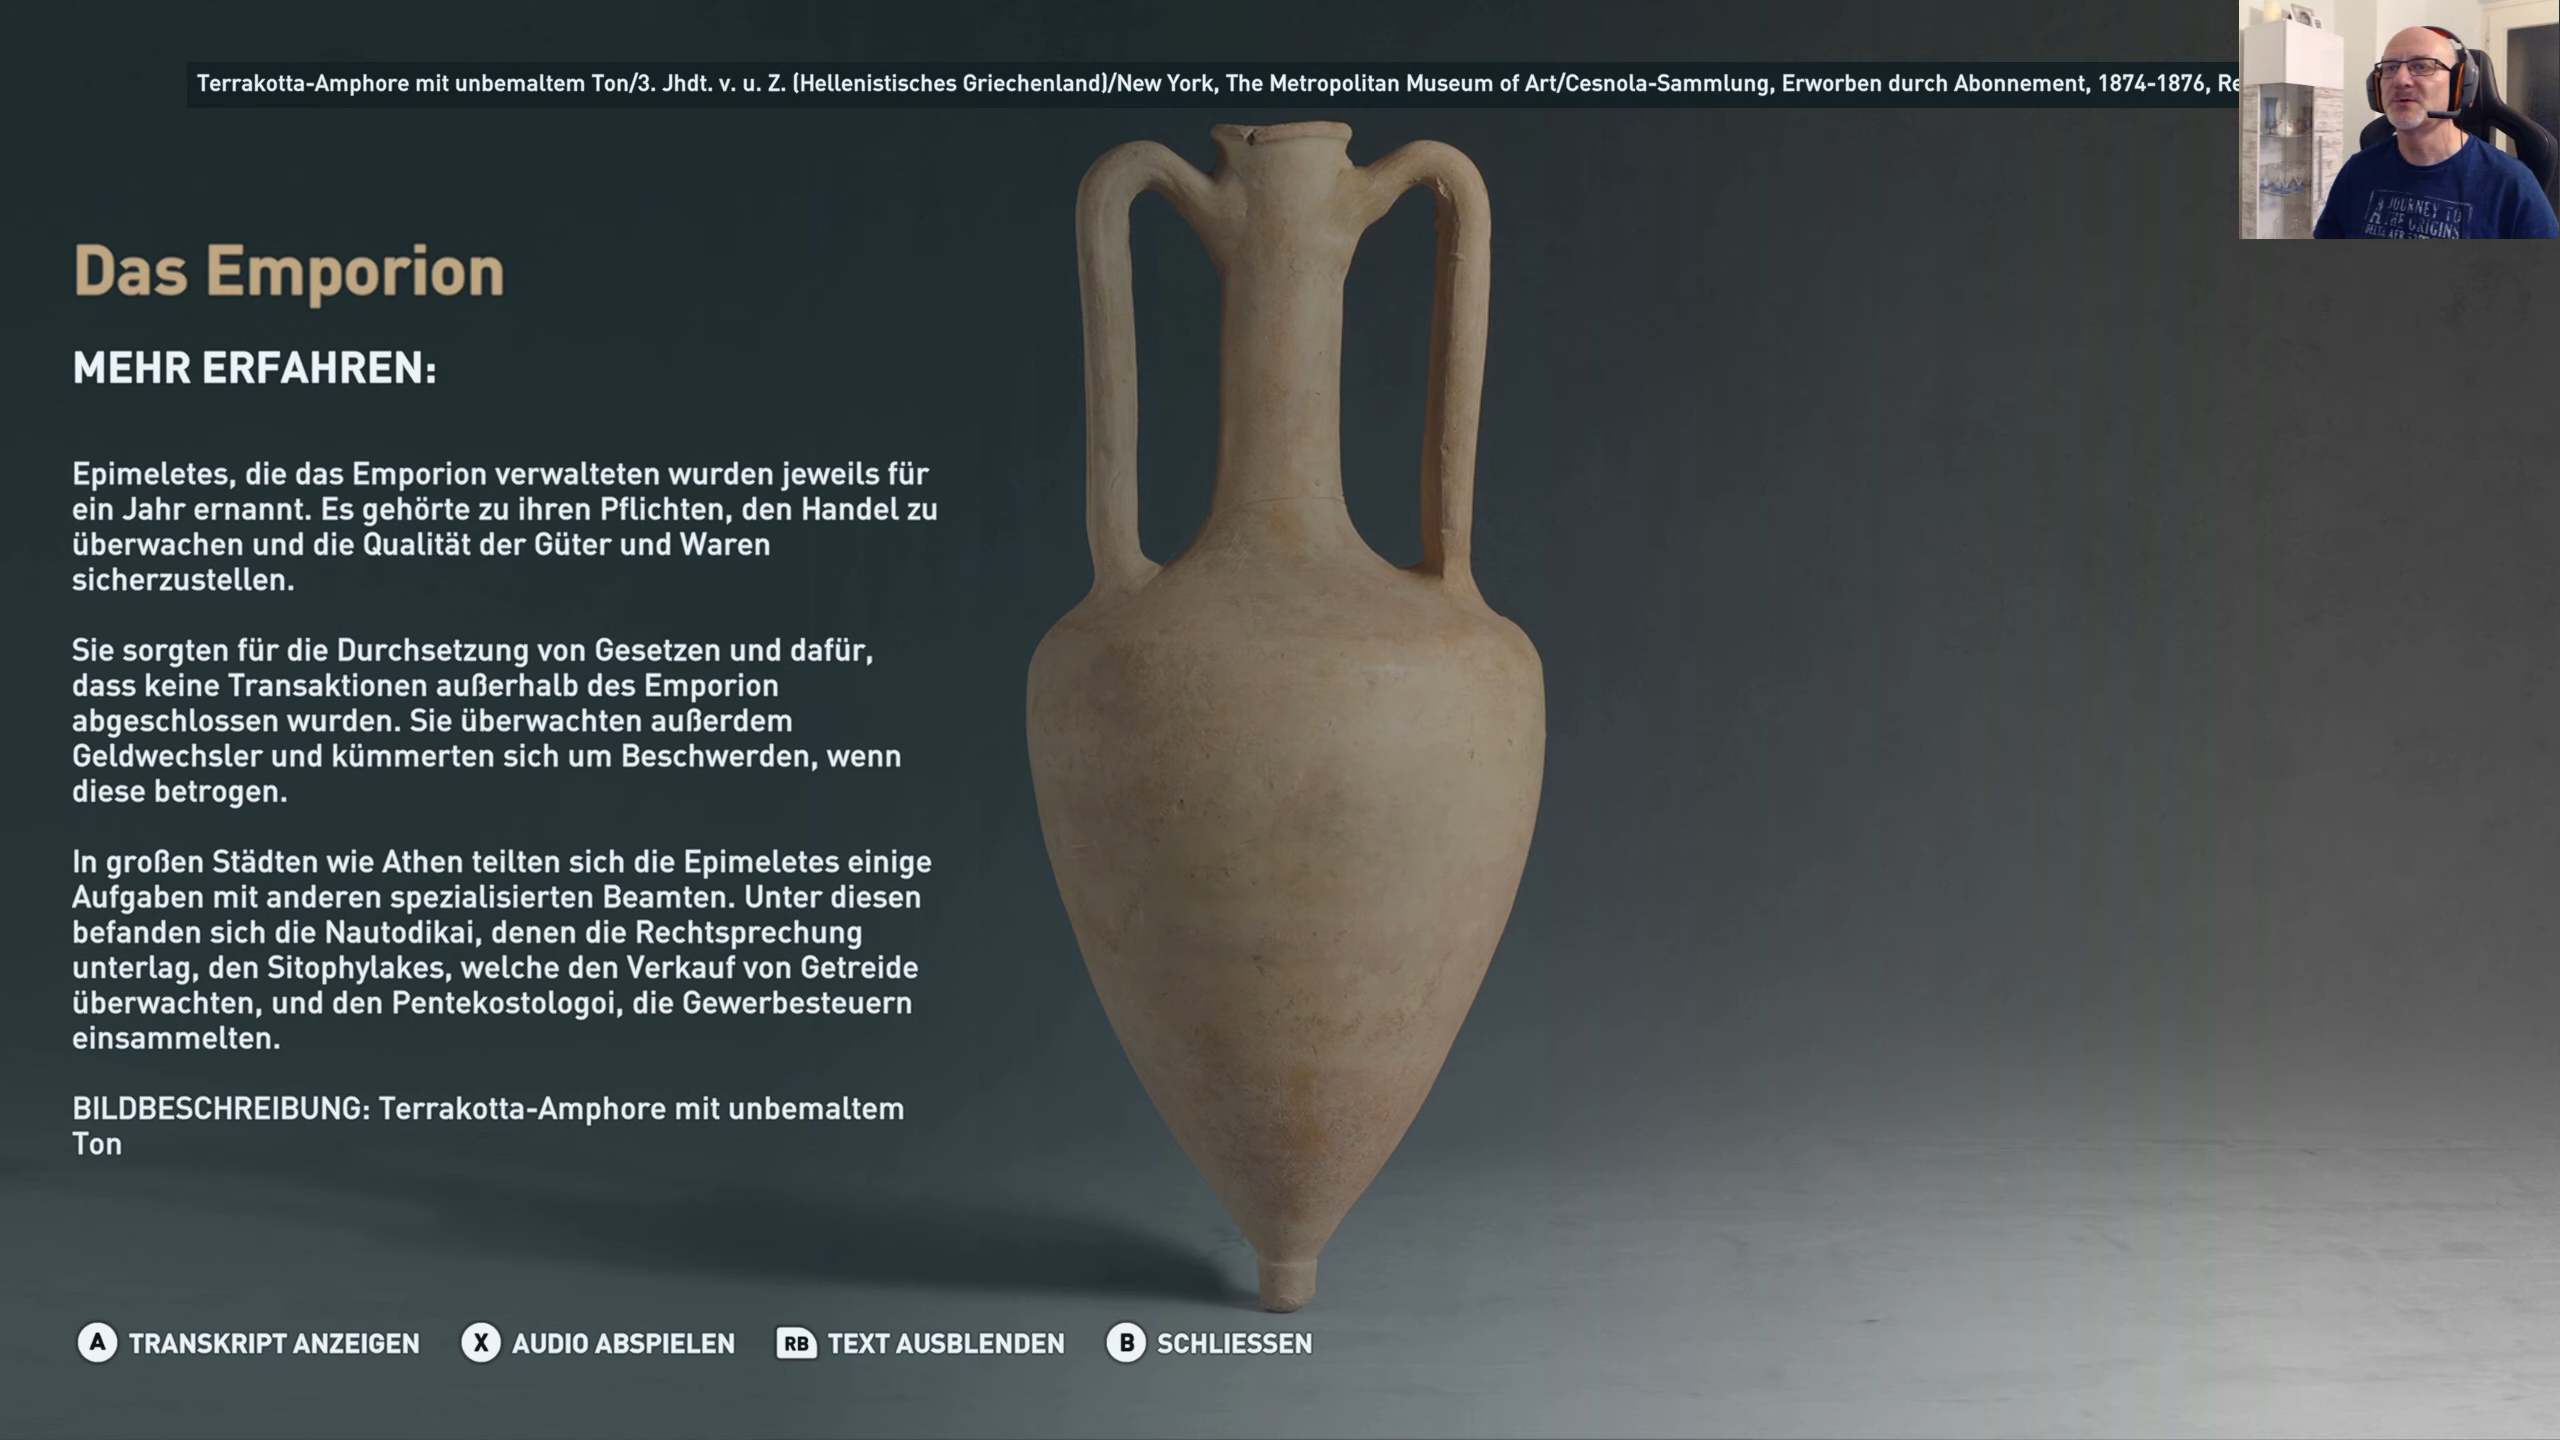 Terrakotta-Amphore mit unbemaltem Ton/3. Jhdt. v. u. Z. (Hellenistisches Griechenland)/New York, The Metropolitan Museum of Art/Cesnola-Sammlung, Erworben durch Abonnement, 1874-1876,
A JOURNEY TO
THE ORIGINS
Das Emporion
MEHR ERFAHREN:
Epimeletes, die das Emporion verwalteten wurden jeweils für
ein Jahr ernannt. Es gehörte zu ihren Pflichten, den Handel zu
überwachen und die Qualität der Güter und Waren
sicherzustellen.
Sie sorgten für die Durchsetzung von Gesetzen und dafür,
dass keine Transaktionen außerhalb des Emporion
abgeschlossen wurden. Sie überwachten außerdem
Geldwechsler und kümmerten sich um Beschwerden, wenn
diese betrogen.
In großen Städten wie Athen teilten sich die Epimeletes einige
Aufgaben mit anderen spezialisierten Beamten. Unter diesen
befanden sich die Nautodikai, denen die Rechtsprechung
unterlag, den Sitophylakes, welche den Verkauf von Getreide
überwachten, und den Pentekostologoi, die Gewerbesteuern
einsammelten.
BILDBESCHREIBUNG: Terrakotta-Amphore mit unbemaltem
Ton
A TRANSKRIPT ANZEIGEN X AUDIO ABSPIELEN RB TEXT AUSBLENDEN B SCHLIESSEN